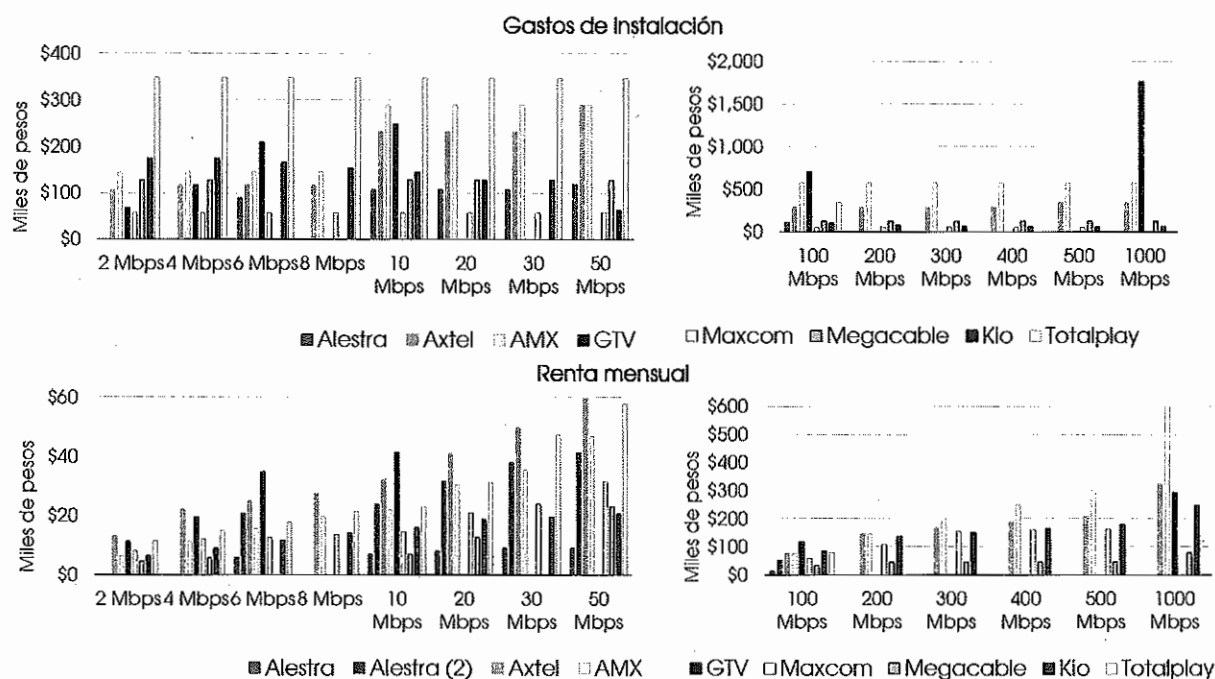 Gastos de instalación
Miles de pesos
$400
$300
$200
$100
$0
2 Mbps 4 Mbps 6 Mbps 8 Mbps 10 Mbps 20 Mbps 30 Mbps 50 Mbps
Miles de pesos
$2,000
$1,500
$1,000
$500
$0
100 Mbps 200 Mbps 300 Mbps 400 Mbps 500 Mbps 1000 Mbps
Alestra Axtel AMX GTV Maxcom Megacable Kio Totalplay
Renta mensual
Miles de pesos
$60
$40
$20
$0
2 Mbps 4 Mbps 6 Mbps 8 Mbps 10 Mbps 20 Mbps 30 Mbps 50 Mbps
Miles de pesos
$600
$500
$400
$300
$200
$100
$0
100 Mbps 200 Mbps 300 Mbps 400 Mbps 500 Mbps 1000 Mbps
Alestra Alestra (2) Axtel AMX GTV Maxcom Megacable Kio Totalplay